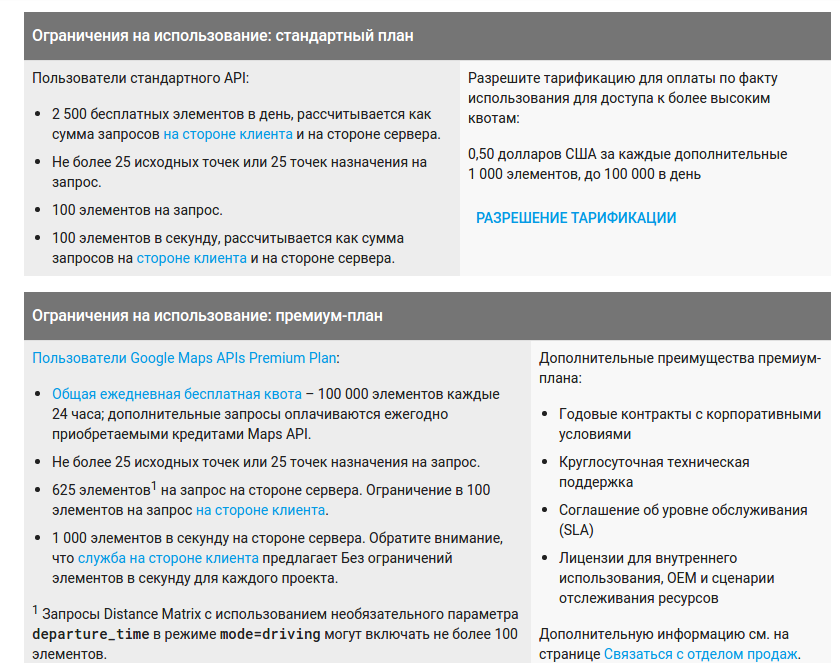 Ограничения на использование: стандартный план
Пользователи стандартного API:
2 500 бесплатных элементов в день, рассчитывается как
сумма запросов на стороне клиента и на стороне сервера.
Не более 25 исходных точек или 25 точек назначения на
запрос.
100 элементов на запрос.
100 элементов в секунду, рассчитывается как сумма
запросов на стороне клиента и на стороне сервера.
Разрешите тарификацию для оплаты по факту
использования для доступа к более высоким
квотам:
0,50 долларов США за каждые дополнительные
1 000 элементов, до 100 000 в день
РАЗРЕШЕНИЕ ТАРИФИКАЦИИ
Ограничения на использование: премиум-план
Пользователи Google Maps APIs Premium Plan:
Общая ежедневная бесплатная квота – 100 000 элементов каждые
24 часа; дополнительные запросы оплачиваются ежегодно
приобретаемыми кредитами Maps API.
Не более 25 исходных точек или 25 точек назначения на запрос.
625 элементов1 на запрос на стороне сервера. Ограничение в 100
элементов на запрос на стороне клиента.
1 000 элементов в секунду на стороне сервера. Обратите внимание,
что служба на стороне клиента предлагает Без ограничений
элементов в секунду для каждого проекта.
1 Запросы Distance Matrix с использованием необязательного параметра
departure_time в режиме mode=driving могут включать не более 100
элементов.
Дополнительные преимущества премиум-
плана:
Годовые контракты с корпоративными
условиями
Круглосуточная техническая
поддержка
Соглашение об уровне обслуживания
(SLA)
Лицензии для внутреннего
использования, OEM и сценарии
отслеживания ресурсов
Дополнительную информацию см. на
странице Связаться с отделом продаж.